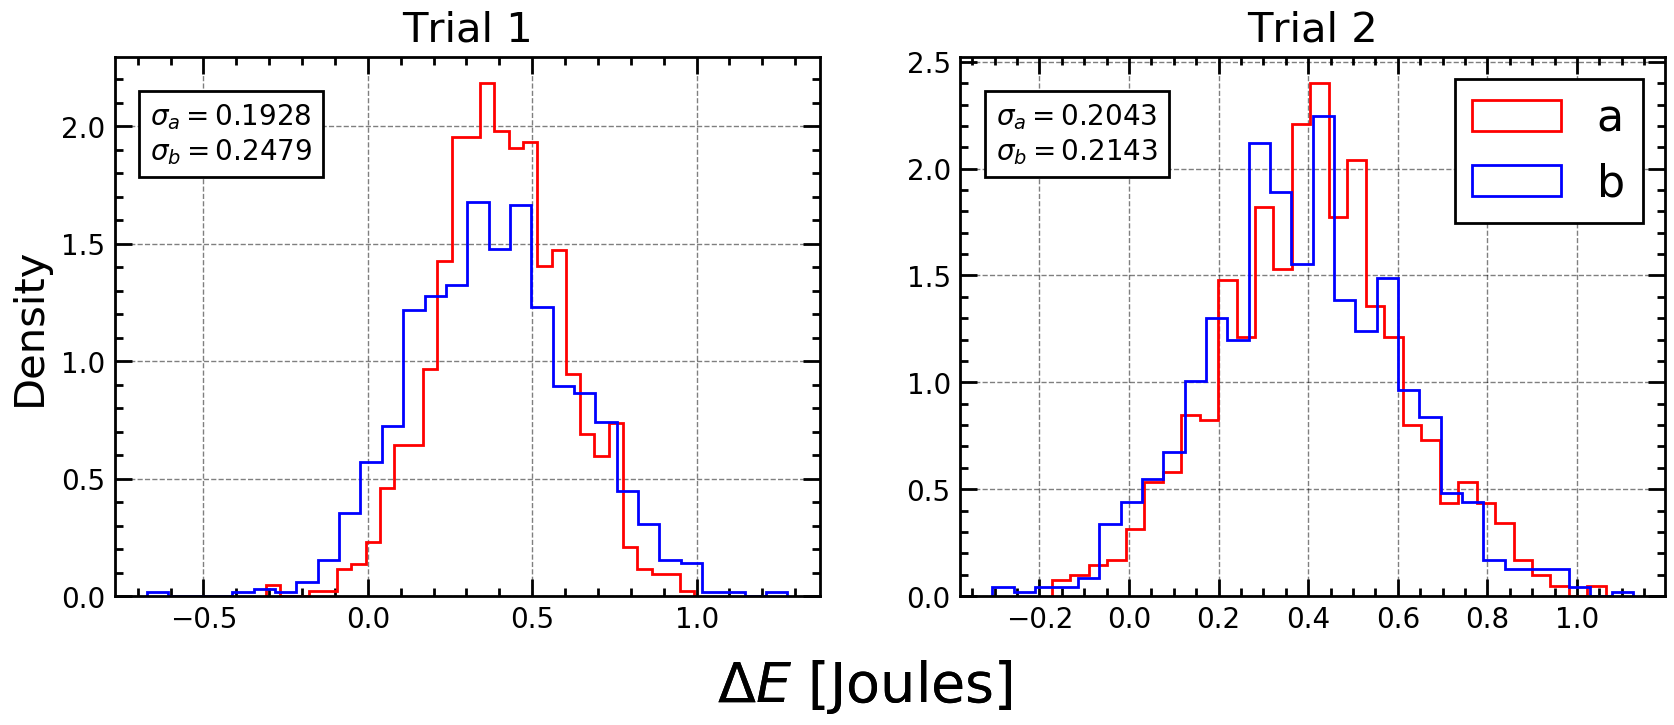 Trial 1
Trial 2
σa = 0.1928
σb = 0.2479
σa = 0.2043
σb = 0.2143
a
b
Density
2.0
1.5
1.0
0.5
0.0
−0.5
0.0
0.5
1.0
2.5
2.0
1.5
1.0
0.5
0.0
−0.2
0.0
0.2
0.4
0.6
0.8
1.0
ΔE [Joules]